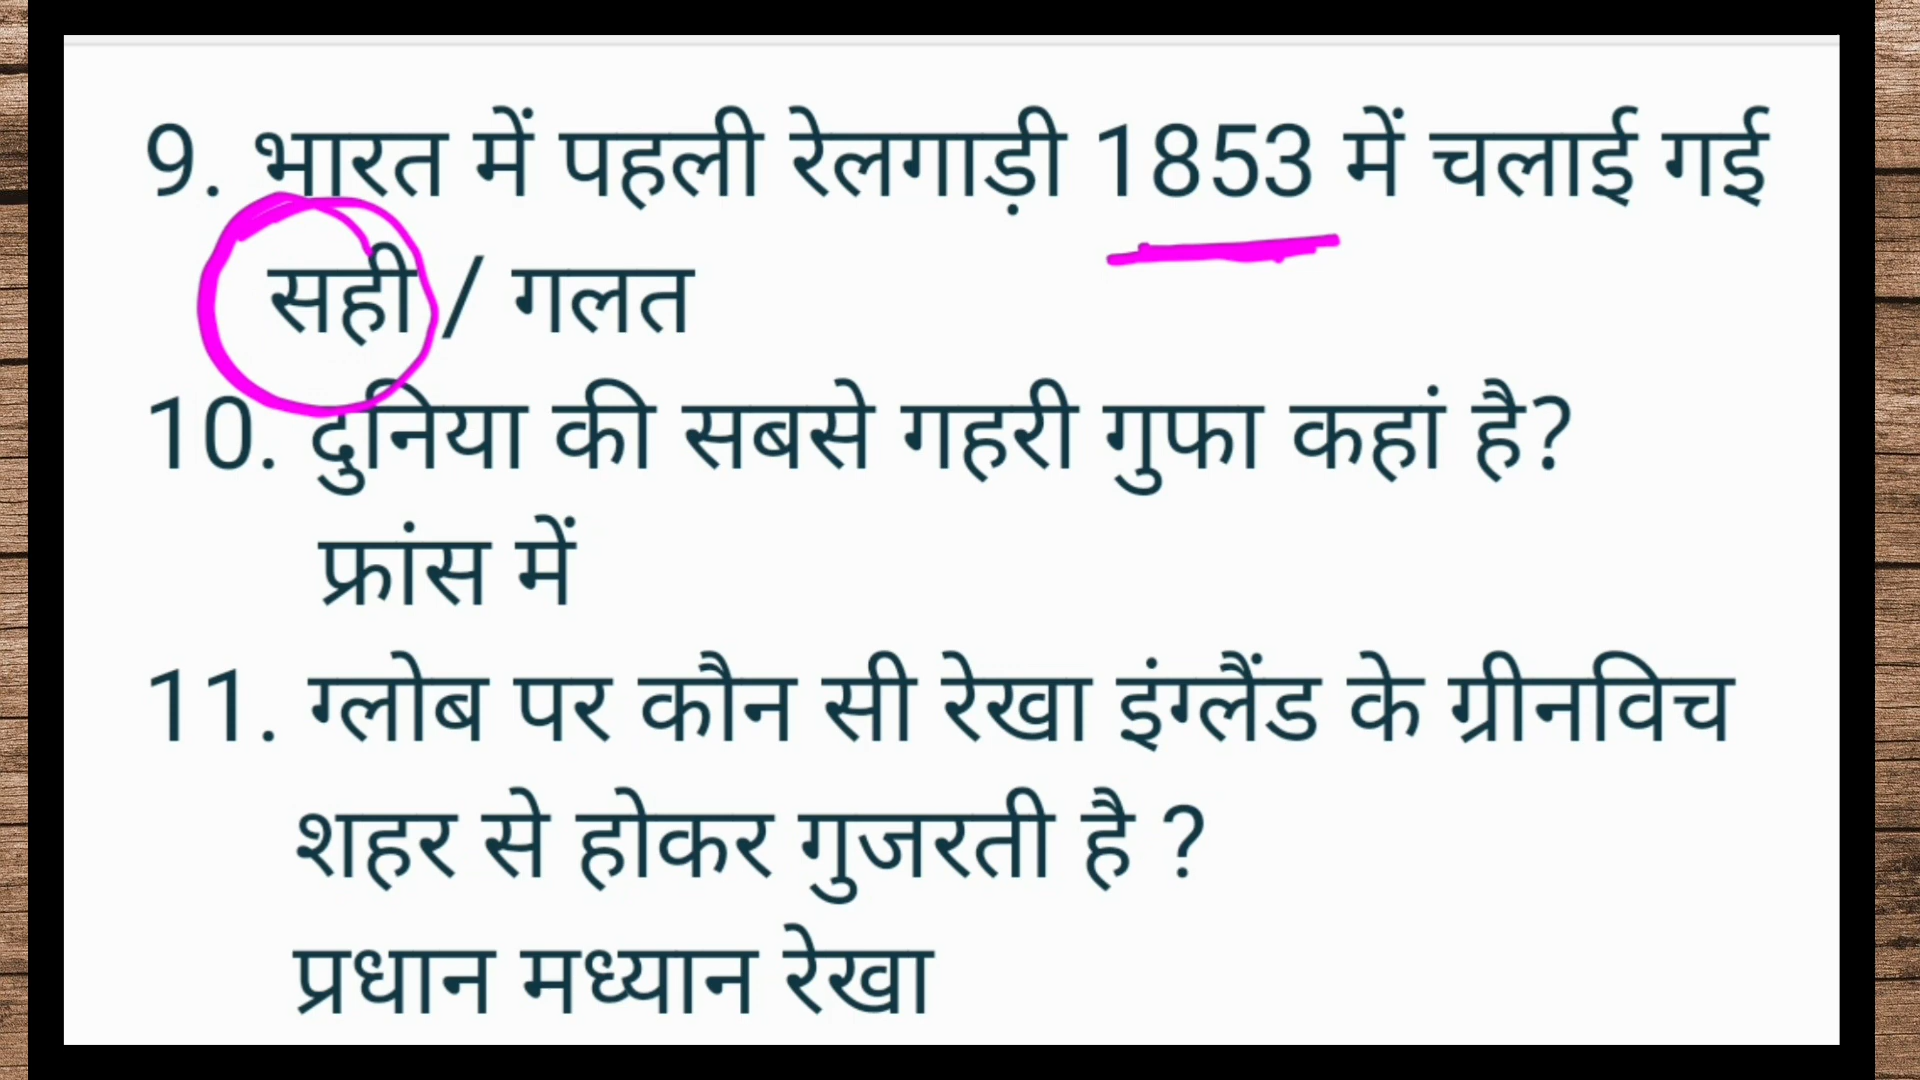 9. भारत में पहली रेलगाड़ी 1853 में चलाई गई
सही / गलत
10. दुनिया की सबसे गहरी गुफा कहां है?
फ्रांस में
11. ग्लोब पर कौन सी रेखा इंग्लैंड के ग्रीनविच
शहर से होकर गुजरती है ?
प्रधान मध्यान रेखा